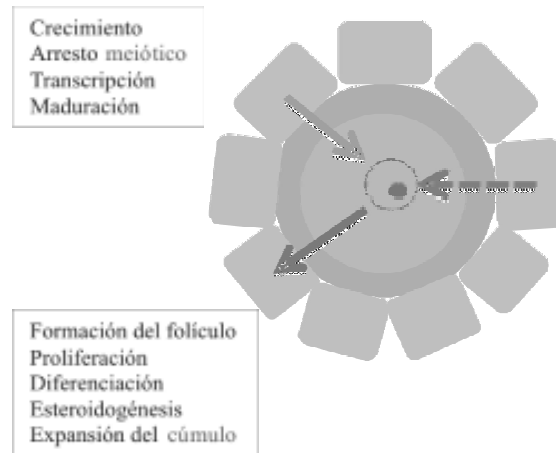 Crecimiento
Arresto meiótico
Transcripción
Maduración
Formación del folículo
Proliferación
Diferenciación
Esteroidogénesis
Expansión del cúmulo